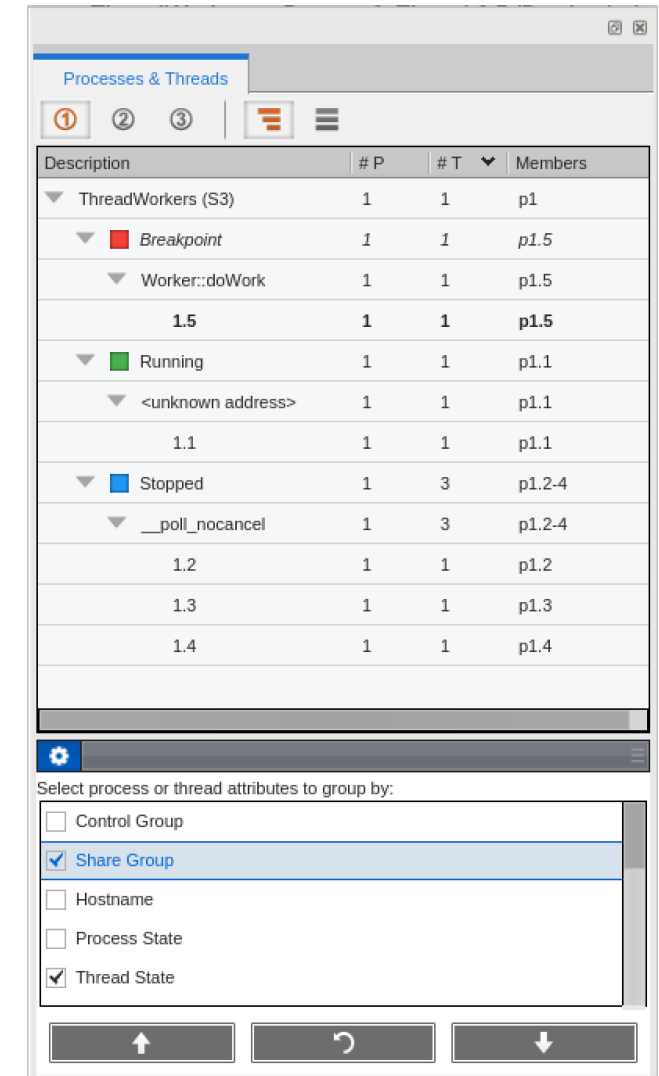 Processes & Threads
1 2 3
Description # P # T Members
ThreadWorkers (S3) 1 1 p1
Breakpoint 1 1 p1.5
Worker::doWork 1 1 p1.5
1.5 1 1 p1.5
Running 1 1 p1.1
<unknown address> 1 1 p1.1
1.1 1 1 p1.1
Stopped 1 3 p1.2-4
__poll_nocancel 1 3 p1.2-4
1.2 1 1 p1.2
1.3 1 1 p1.3
1.4 1 1 p1.4
Select process or thread attributes to group by:
Control Group
Share Group
Hostname
Process State
Thread State